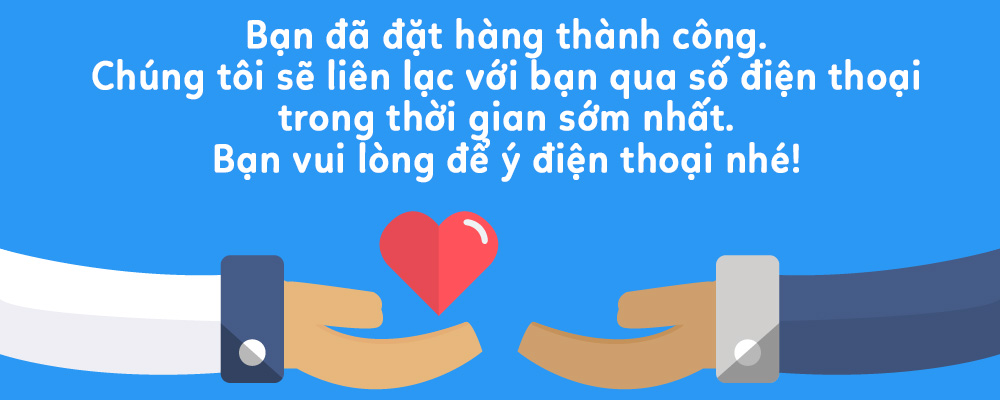 Bạn đã đặt hàng thành công.
Chúng tôi sẽ liên lạc với bạn qua số điện thoại
trong thời gian sớm nhất.
Bạn vui lòng để ý điện thoại nhé!